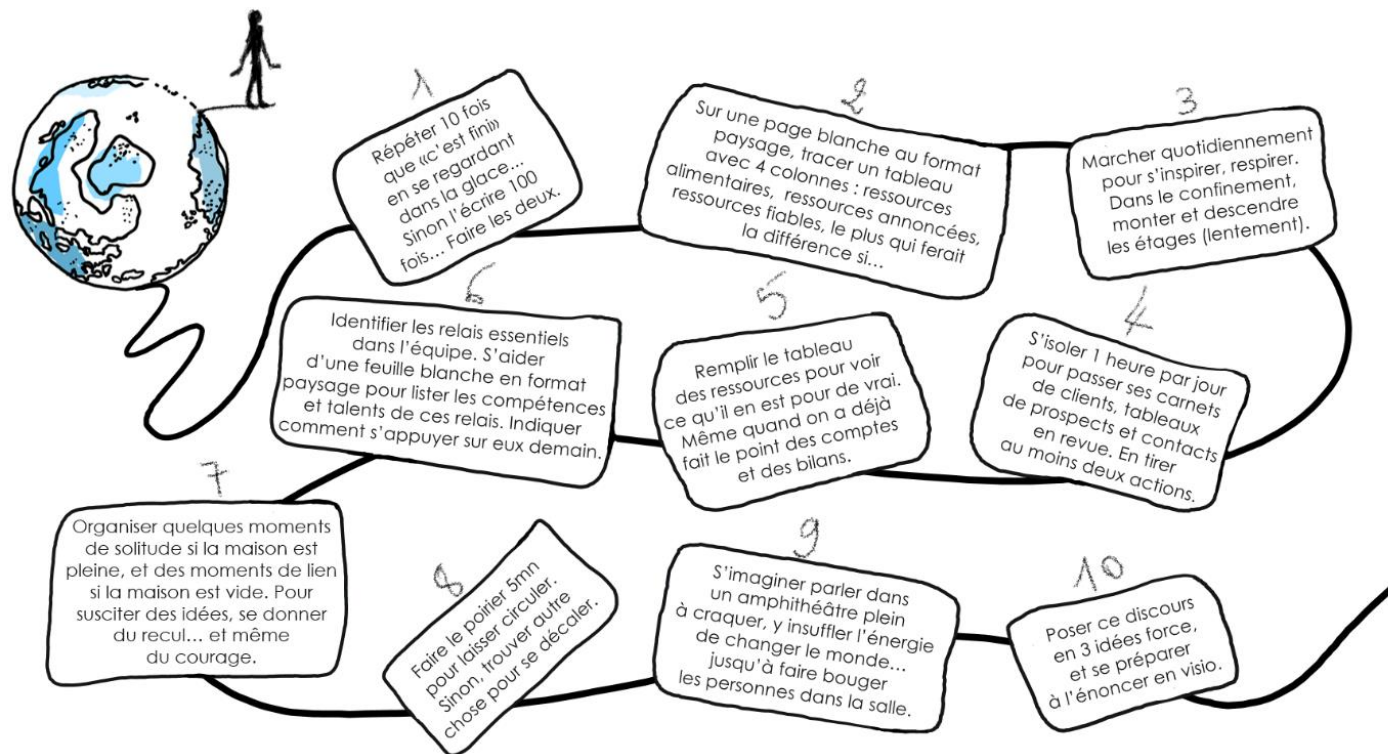 1
Répéter 10 fois
que «c'est fini»
en se regardant
dans la glace...
Sinon l'écrire 100
fois... Faire les deux.
2
Sur une page blanche au format
paysage, tracer un tableau
avec 4 colonnes : ressources
alimentaires, ressources annoncées,
ressources fiables, le plus qui ferait
la différence si...
3
Marcher quotidiennement
pour s'inspirer, respirer.
Dans le confinement,
monter et descendre
les étages (lentement).
4
S'isoler 1 heure par jour
pour passer ses carnets
de clients, tableaux
de prospects et contacts
en revue. En tirer
au moins deux actions.
5
Remplir le tableau
des ressources pour voir
ce qu'il en est pour de vrai.
Même quand on a déjà
fait le point des comptes
et des bilans.
6
Identifier les relais essentiels
dans l'équipe. S'aider
d'une feuille blanche en format
paysage pour lister les compétences
et talents de ces relais. Indiquer
comment s'appuyer sur eux demain.
7
Organiser quelques moments
de solitude si la maison est
pleine, et des moments de lien
si la maison est vide. Pour
susciter des idées, se donner
du recul... et même
du courage.
8
Faire le poirier 5mn
pour laisser circuler.
Sinon, trouver autre
chose pour se décaler.
9
S'imaginer parler dans
un amphithéâtre plein
à craquer, y insuffler l'énergie
de changer le monde...
jusqu'à faire bouger
les personnes dans la salle.
10
Poser ce discours
en 3 idées force,
et se préparer
à l'énoncer en visio.